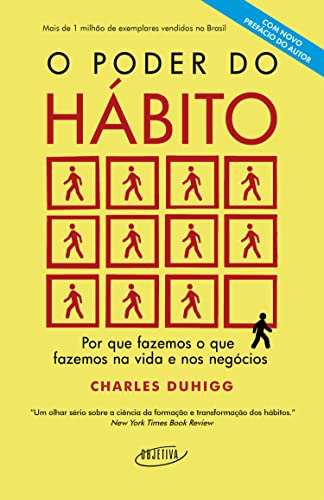 Mais de 1 milhão de exemplares vendidos no Brasil
COM NOVO
PREFÁCIO DO AUTOR
O PODER DO
HÁBITO
Por que fazemos o que
fazemos na vida e nos negócios
CHARLES DUHIGG
"Um olhar sério sobre a ciência da formação e transformação dos hábitos."
New York Times Book Review
OBJETIVA